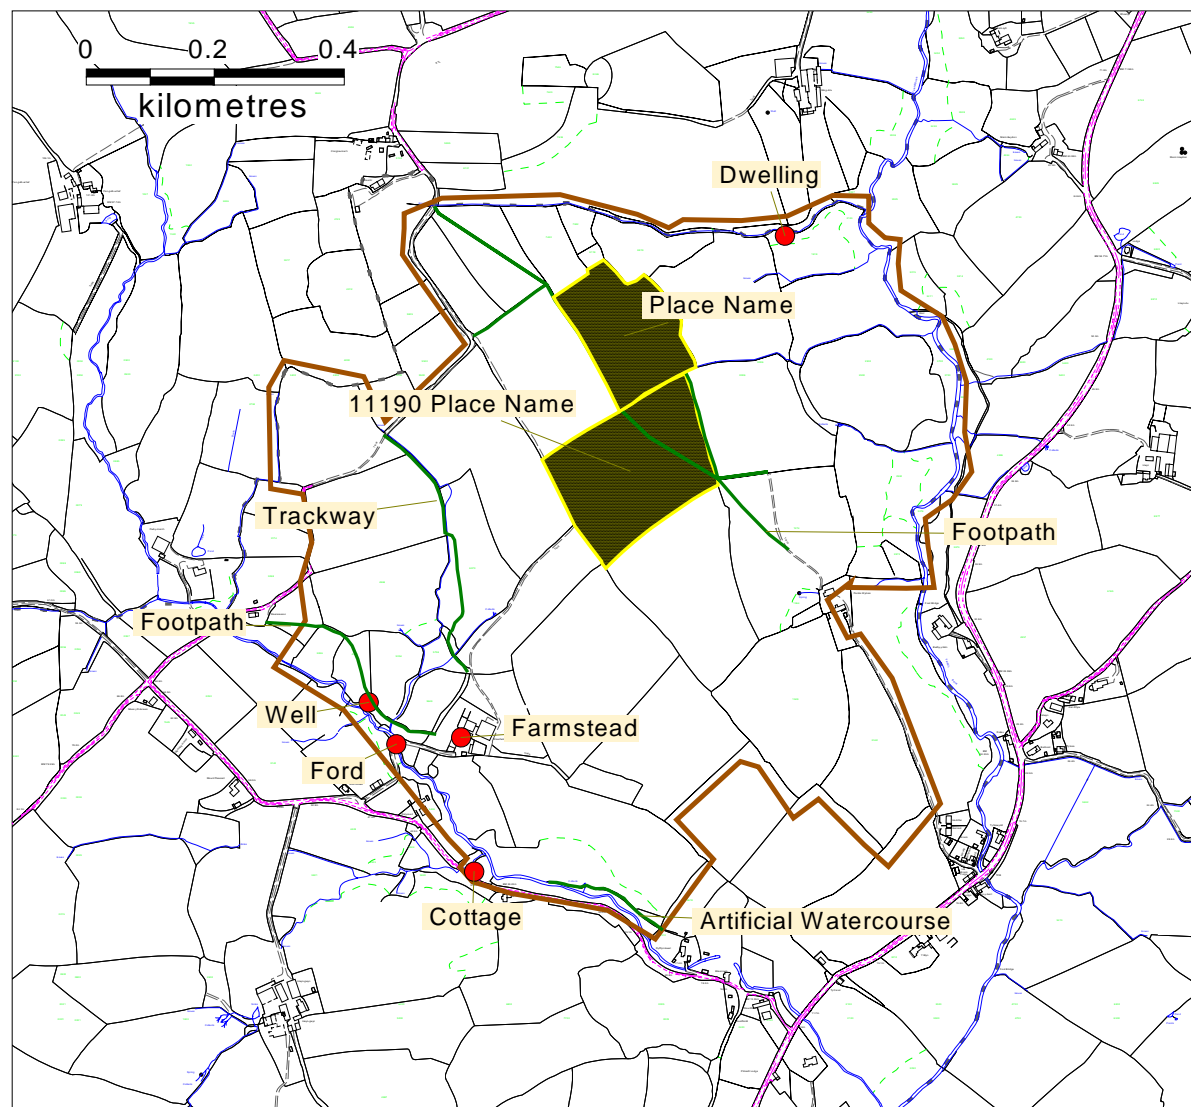 0 0.2 0.4
kilometres
Dwelling
Place Name
11190 Place Name
Trackway
Footpath
Footpath
Well
Farmstead
Ford
Cottage
Artificial Watercourse